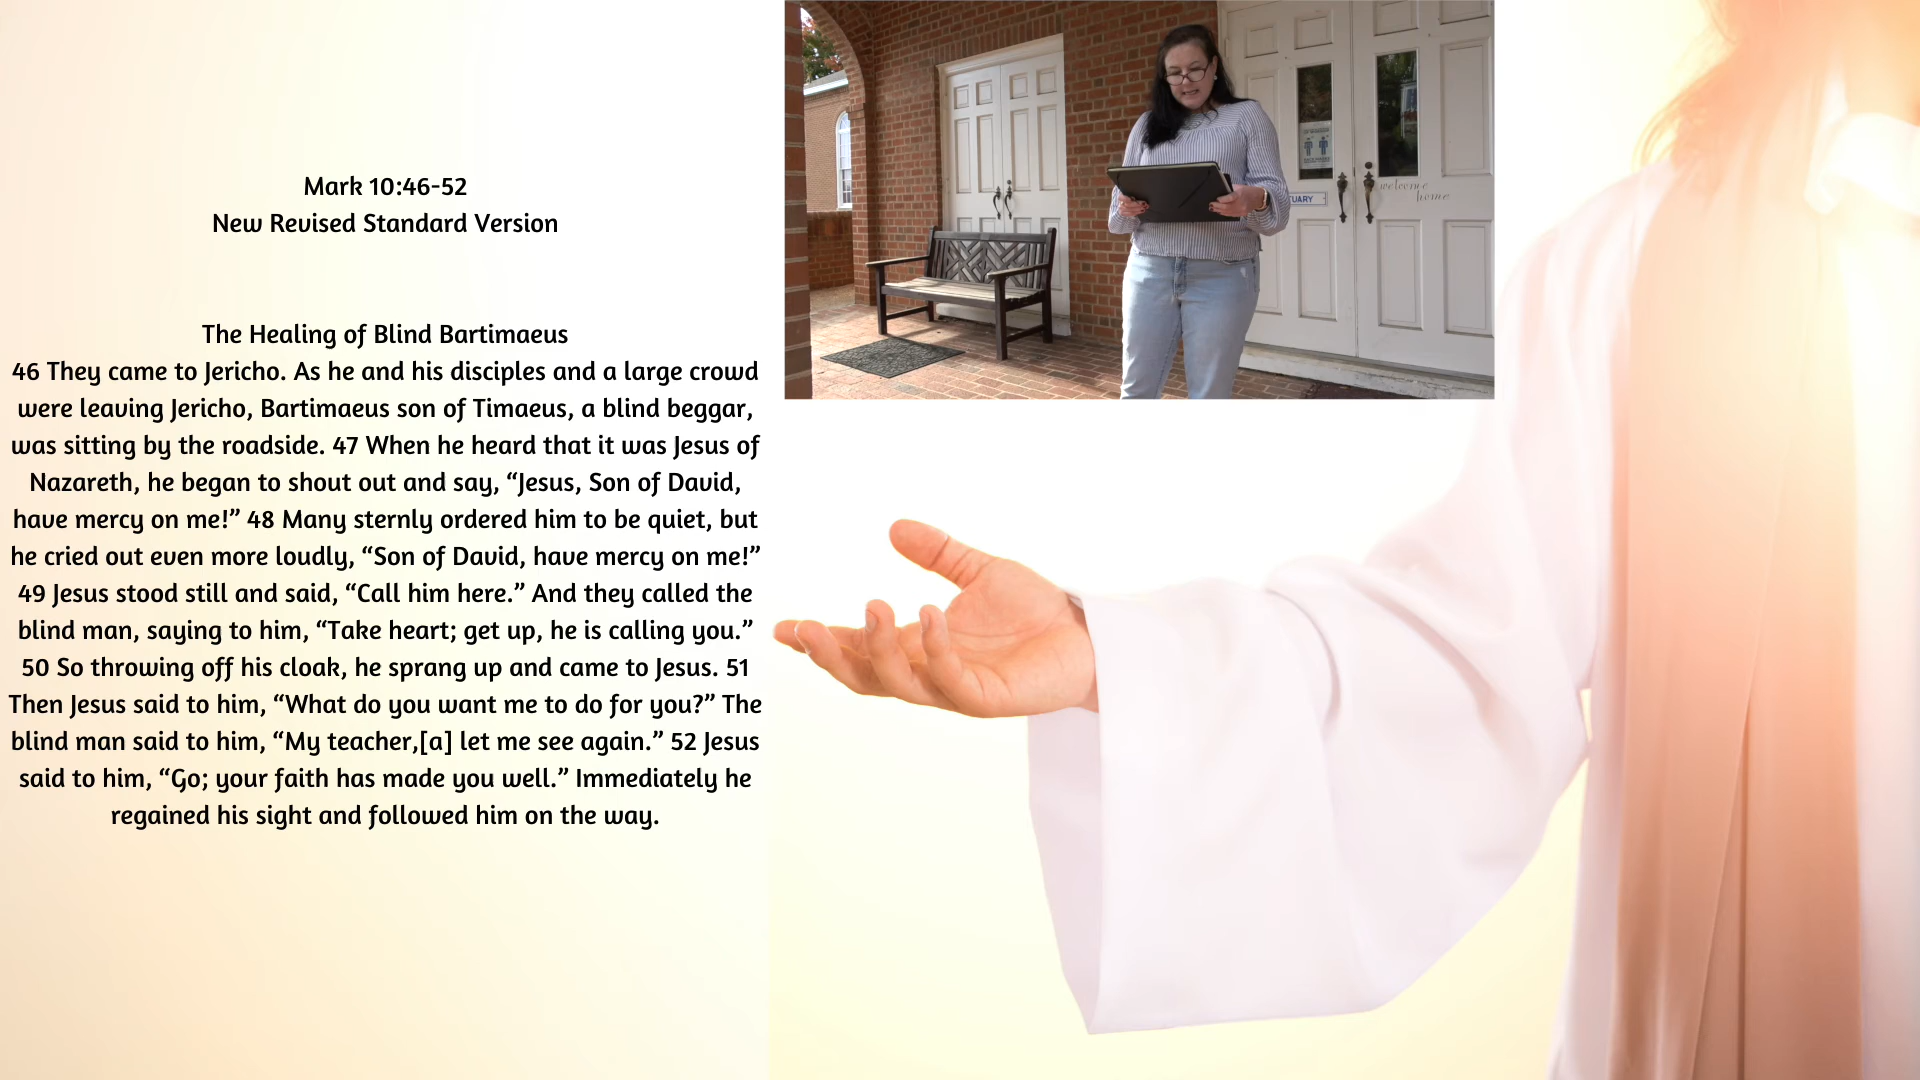 Mark 10:46-52
New Revised Standard Version
The Healing of Blind Bartimaeus
46 They came to Jericho. As he and his disciples and a large crowd
were leaving Jericho, Bartimaeus son of Timaeus, a blind beggar,
was sitting by the roadside. 47 When he heard that it was Jesus of
Nazareth, he began to shout out and say, “Jesus, Son of David,
have mercy on me!” 48 Many sternly ordered him to be quiet, but
he cried out even more loudly, “Son of David, have mercy on me!”
49 Jesus stood still and said, “Call him here.” And they called the
blind man, saying to him, “Take heart; get up, he is calling you.”
50 So throwing off his cloak, he sprang up and came to Jesus. 51
Then Jesus said to him, “What do you want me to do for you?” The
blind man said to him, “My teacher,[a] let me see again.” 52 Jesus
said to him, “Go; your faith has made you well.” Immediately he
regained his sight and followed him on the way.
TUARY
welcome
home